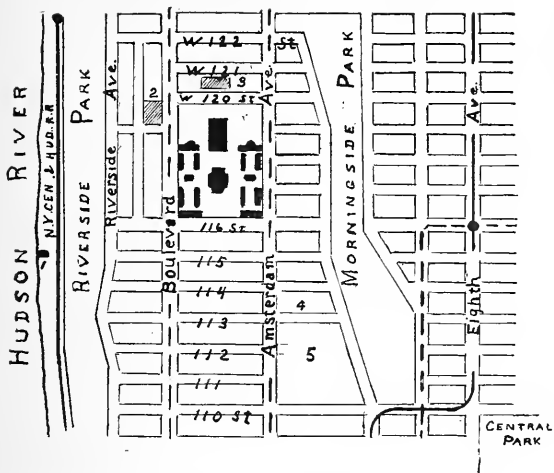 HUDSON RIVER
N.Y. CEN. & HUD. R.R.
RIVERSIDE PARK
Riverside Ave.
2
Boulevard
W 122 St
W 121
3
W 120 ST
116 ST
115
114
113
112
111
110 St
Amsterdam Ave
4
5
MORNINGSIDE PARK
Eighth Ave.
CENTRAL
PARK